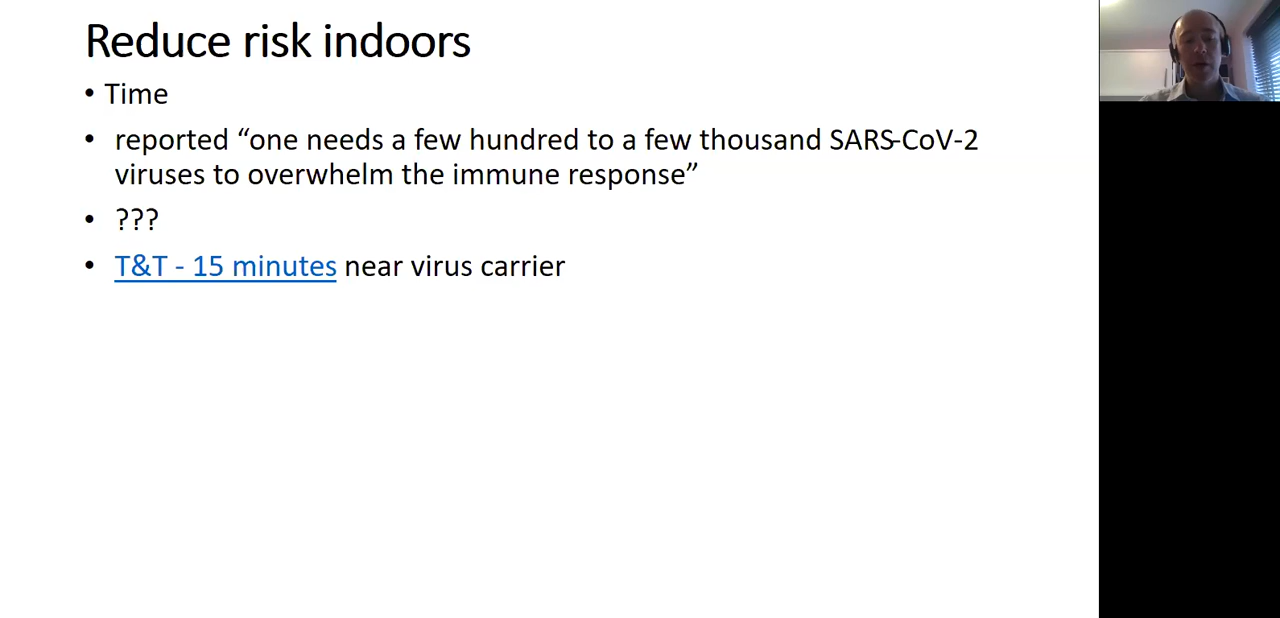 Reduce risk indoors
• Time
• reported “one needs a few hundred to a few thousand SARS-CoV-2
viruses to overwhelm the immune response”
• ???
• T&T - 15 minutes near virus carrier